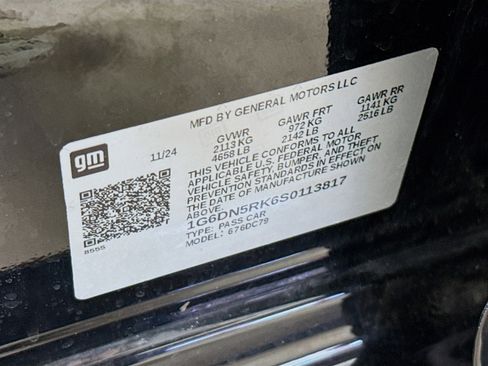 MFD BY GENERAL MOTORS LLC
gm
11/24
GVWR GAWR FRT GAWR RR
2113 KG 972 KG 1141 KG
4658 LB 2142 LB 2516 LB
THIS VEHICLE CONFORMS TO ALL
APPLICABLE U.S. FEDERAL MOTOR
VEHICLE SAFETY, BUMPER, AND THEFT
PREVENTION STANDARDS IN EFFECT ON
THE DATE OF MANUFACTURE SHOWN
ABOVE.
1G6DN5RK6S0113817
TYPE: PASS CAR
MODEL: 676DC79
8555